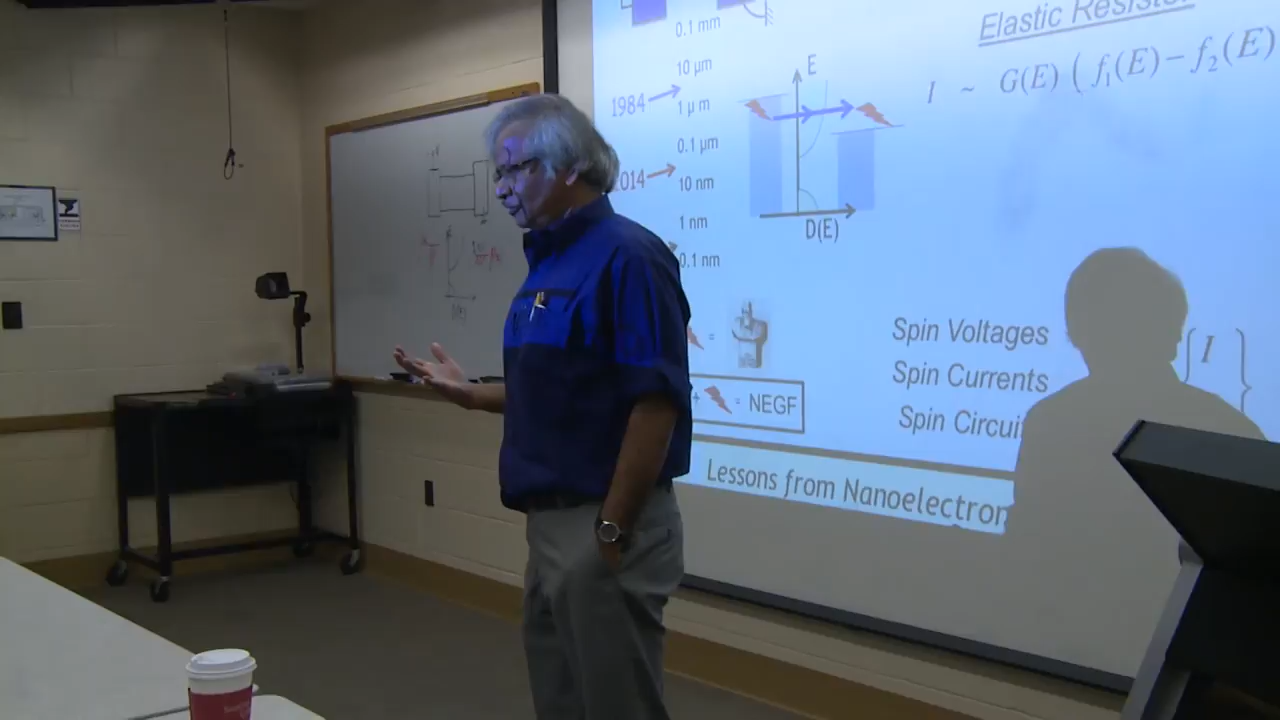 0.1 mm
10 µm
1984
1 µm
0.1 µm
2014
10 nm
1 nm
0.1 nm
E
D(E)
Elastic Resistor
I ~ G(E) ( f₁(E) − f₂(E)
=
+ = NEGF
Spin Voltages
Spin Currents
Spin Circui
{ I }
Lessons from Nanoelectron